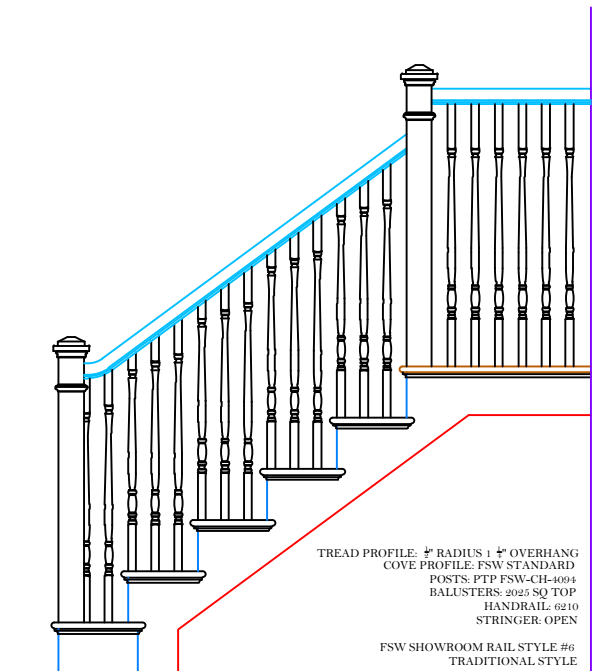 TREAD PROFILE: ½" RADIUS 1 ¼" OVERHANG
COVE PROFILE: FSW STANDARD
POSTS: PTP FSW-CH-4094
BALUSTERS: 2025 SQ TOP
HANDRAIL: 6210
STRINGER: OPEN
FSW SHOWROOM RAIL STYLE #6
TRADITIONAL STYLE